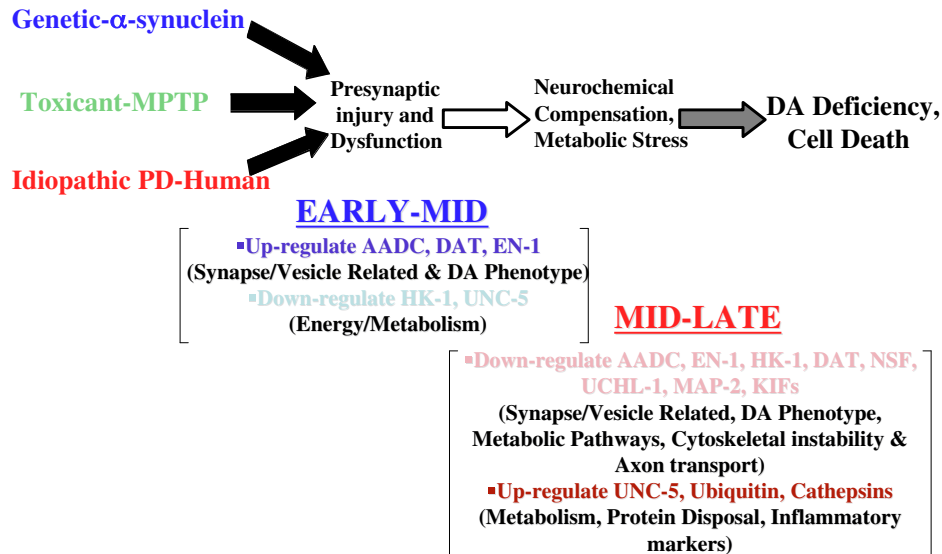 Genetic-α-synuclein
Toxicant-MPTP
Idiopathic PD-Human
Presynaptic
injury and
Dysfunction
Neurochemical
Compensation,
Metabolic Stress
DA Deficiency,
Cell Death
EARLY-MID
▪Up-regulate AADC, DAT, EN-1
(Synapse/Vesicle Related & DA Phenotype)
▪Down-regulate HK-1, UNC-5
(Energy/Metabolism)
MID-LATE
▪Down-regulate AADC, EN-1, HK-1, DAT, NSF,
UCHL-1, MAP-2, KIFs
(Synapse/Vesicle Related, DA Phenotype,
Metabolic Pathways, Cytoskeletal instability &
Axon transport)
▪Up-regulate UNC-5, Ubiquitin, Cathepsins
(Metabolism, Protein Disposal, Inflammatory
markers)